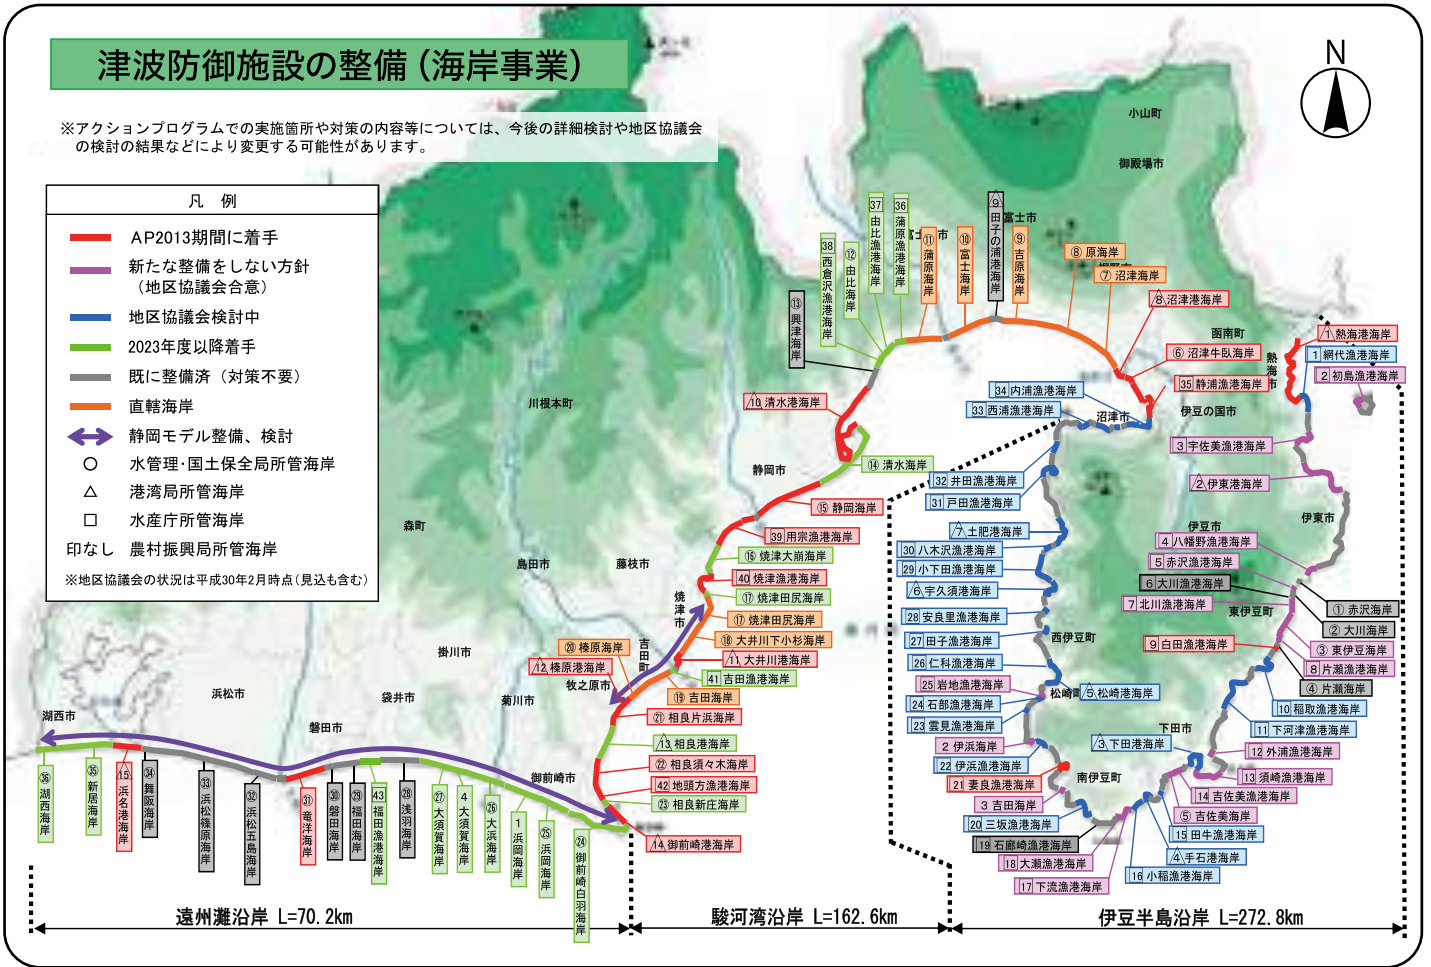 津波防御施設の整備（海岸事業）
※アクションプログラムでの実施箇所や対策の内容等については、今後の詳細検討や地区協議会
の検討の結果などにより変更する可能性があります。
N
凡 例
AP2013期間に着手
新たな整備をしない方針
（地区協議会合意）
地区協議会検討中
2023年度以降着手
既に整備済（対策不要）
直轄海岸
静岡モデル整備、検討
水管理・国土保全局所管海岸
港湾局所管海岸
水産庁所管海岸
印なし 農村振興局所管海岸
※地区協議会の状況は平成30年2月時点（見込も含む）
小山町
御殿場市
富士市
函南町
熱海市
沼津市
伊豆の国市
伊東市
伊豆市
東伊豆町
西伊豆町
松崎町
下田市
南伊豆町
川根本町
静岡市
森町
島田市
藤枝市
焼津市
吉田町
牧之原市
掛川市
菊川市
袋井市
浜松市
磐田市
湖西市
御前崎市
⑬ 興津海岸
38 西倉沢漁港海岸
⑫ 由比海岸
37 由比漁港海岸
36 蒲原漁港海岸
⑪ 蒲原海岸
⑩ 富士海岸
9 田子の浦港海岸
⑨ 吉原海岸
⑧ 原海岸
⑦ 沼津海岸
8 沼津港海岸
⑥ 沼津牛臥海岸
35 静浦漁港海岸
34 内浦漁港海岸
33 西浦漁港海岸
32 井田漁港海岸
31 戸田漁港海岸
7 土肥港海岸
30 八木沢漁港海岸
29 小下田漁港海岸
6 宇久須港海岸
28 安良里漁港海岸
27 田子漁港海岸
26 仁科漁港海岸
25 岩地漁港海岸
5 松崎港海岸
24 石部漁港海岸
23 雲見漁港海岸
2 伊浜海岸
22 伊浜漁港海岸
21 妻良漁港海岸
3 吉田海岸
20 三坂漁港海岸
19 石廊崎漁港海岸
18 大瀬漁港海岸
17 下流漁港海岸
1 熱海港海岸
1 網代漁港海岸
2 初島漁港海岸
3 宇佐美漁港海岸
2 伊東港海岸
4 八幡野漁港海岸
5 赤沢漁港海岸
6 大川漁港海岸
7 北川漁港海岸
① 赤沢海岸
② 大川海岸
③ 東伊豆海岸
9 白田漁港海岸
8 片瀬漁港海岸
④ 片瀬海岸
10 稲取漁港海岸
11 下河津漁港海岸
3 下田港海岸
12 外浦漁港海岸
13 須崎漁港海岸
14 吉佐美漁港海岸
⑤ 吉佐美海岸
15 田牛漁港海岸
4 手石港海岸
16 小稲漁港海岸
10 清水港海岸
⑭ 清水海岸
⑮ 静岡海岸
39 用宗漁港海岸
⑯ 焼津大崩海岸
40 焼津漁港海岸
⑰ 焼津田尻海岸
⑰ 焼津田尻海岸
⑱ 大井川下小杉海岸
11 大井川港海岸
41 吉田漁港海岸
⑲ 吉田海岸
⑳ 榛原海岸
12 榛原港海岸
㉑ 相良片浜海岸
13 相良港海岸
㉒ 相良須々木海岸
42 地頭方漁港海岸
㉓ 相良新庄海岸
14 御前崎港海岸
㊱ 湖西海岸
㉟ 新居海岸
15 浜名港海岸
㉞ 舞阪海岸
㉝ 浜松篠原海岸
㉜ 浜松五島海岸
㉛ 竜洋海岸
㉚ 磐田海岸
㉙ 福田海岸
43 福田漁港海岸
㉘ 浅羽海岸
㉗ 大須賀海岸
4 大須賀海岸
㉖ 大浜海岸
1 浜岡海岸
㉕ 浜岡海岸
㉔ 御前崎白羽海岸
遠州灘沿岸 L=70.2km
駿河湾沿岸 L=162.6km
伊豆半島沿岸 L=272.8km